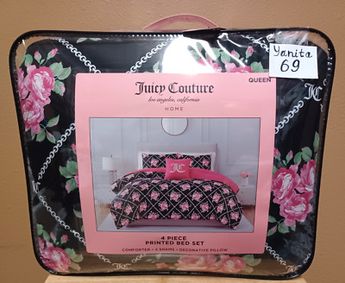 Yanita
69
QUEEN
Juicy Couture
los angeles, california
HOME
4 PIECE
PRINTED BED SET
COMFORTER • 2 SHAMS • DECORATIVE PILLOW